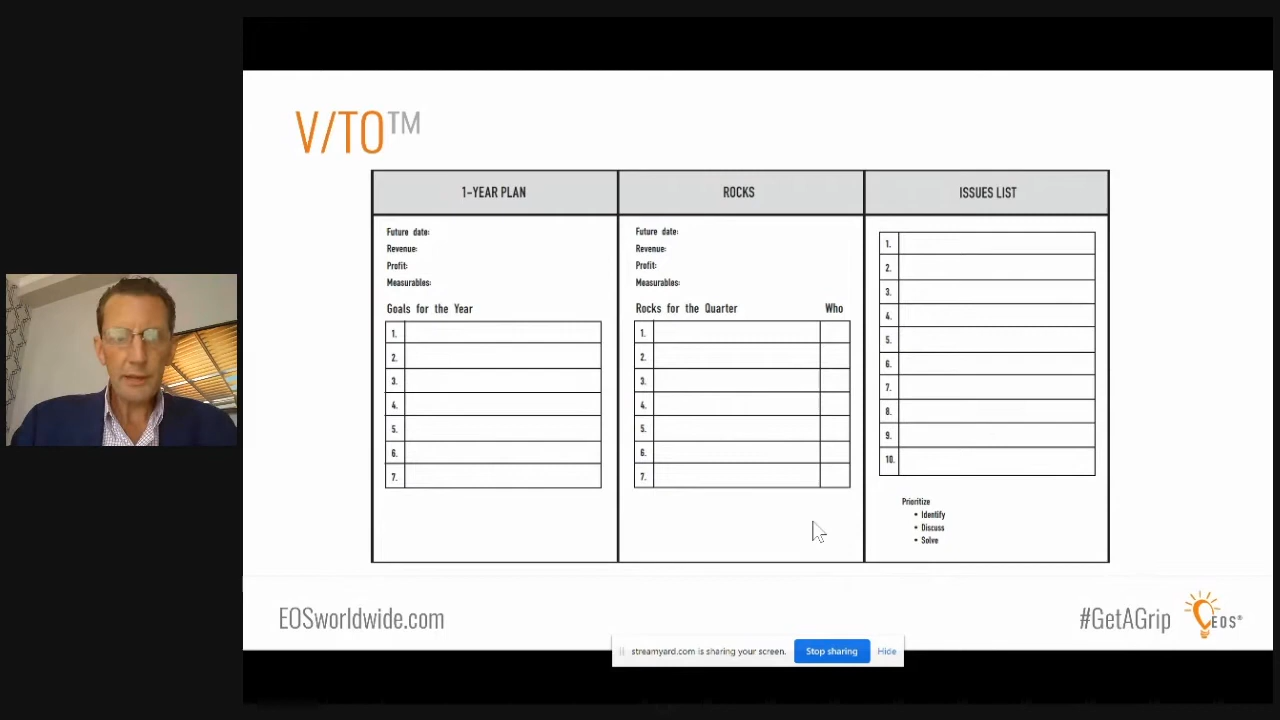 V/TO™
1-YEAR PLAN
Future date:
Revenue:
Profit:
Measurables:
Goals for the Year
1.
2.
3.
4.
5.
6.
7.
ROCKS
Future date:
Revenue:
Profit:
Measurables:
Rocks for the Quarter Who
1.
2.
3.
4.
5.
6.
7.
ISSUES LIST
1.
2.
3.
4.
5.
6.
7.
8.
9.
10.
Prioritize
• Identify
• Discuss
• Solve
EOSworldwide.com
#GetAGrip
EOS®
streamyard.com is sharing your screen. Stop sharing Hide